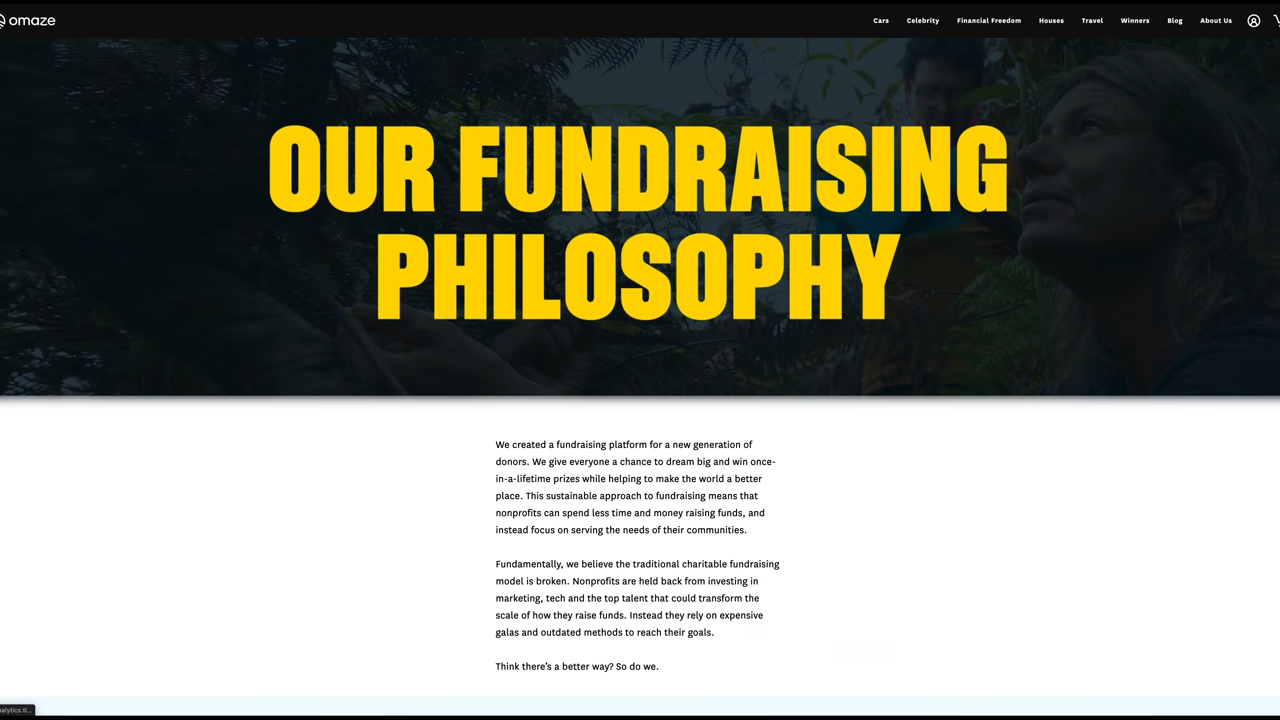 omaze
Cars Celebrity Financial Freedom Houses Travel Winners Blog About Us
OUR FUNDRAISING
PHILOSOPHY
We created a fundraising platform for a new generation of
donors. We give everyone a chance to dream big and win once-
in-a-lifetime prizes while helping to make the world a better
place. This sustainable approach to fundraising means that
nonprofits can spend less time and money raising funds, and
instead focus on serving the needs of their communities.
Fundamentally, we believe the traditional charitable fundraising
model is broken. Nonprofits are held back from investing in
marketing, tech and the top talent that could transform the
scale of how they raise funds. Instead they rely on expensive
galas and outdated methods to reach their goals.
Think there's a better way? So do we.